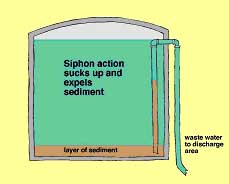 Siphon action
sucks up and
expels
sediment
waste water
to discharge
area
layer of sediment